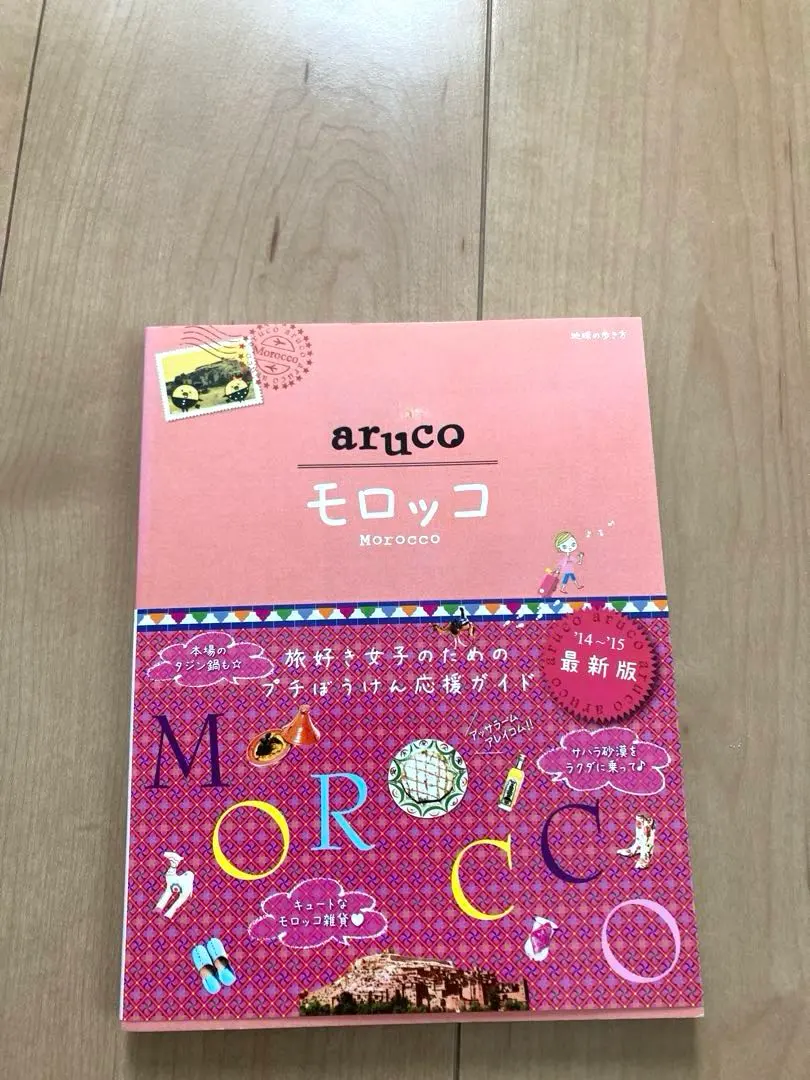 地球の歩き方
Morocco
aruco
モロッコ
Morocco
'14～'15
最新版
本場の
タジン鍋も☆
旅好き女子のための
プチぼうけん応援ガイド
アッサラーム
アレイコム!!
サハラ砂漠を
ラクダに乗って♪
MOROCCO
キュートな
モロッコ雑貨♥